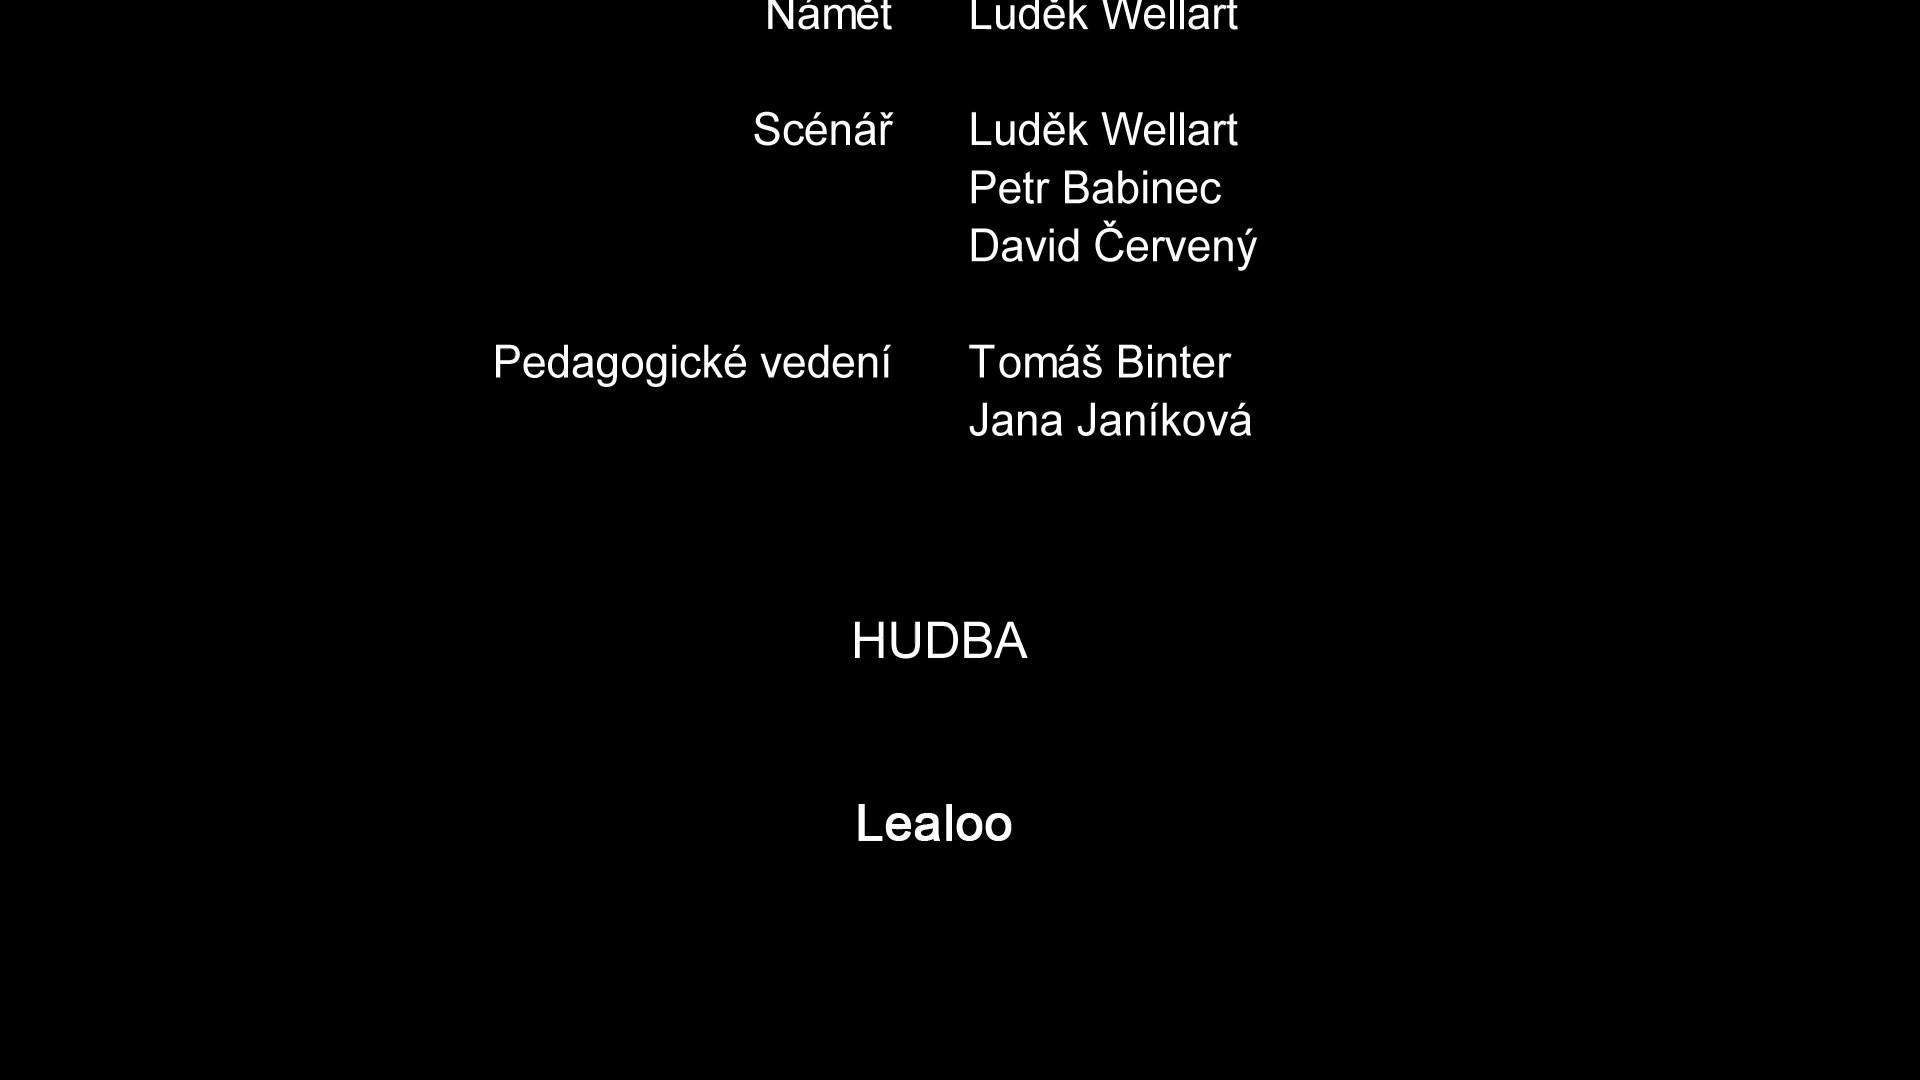 Námět Luděk Wellart
Scénář Luděk Wellart
Petr Babinec
David Červený
Pedagogické vedení Tomáš Binter
Jana Janíková
HUDBA
Lealoo